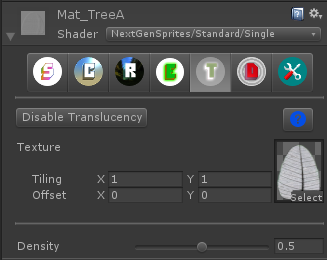 Mat_TreeA
Shader NextGenSprites/Standard/Single
S C R E T D
Disable Translucency ?
Texture
Tiling X 1 Y 1
Offset X 0 Y 0
Select
Density 0.5